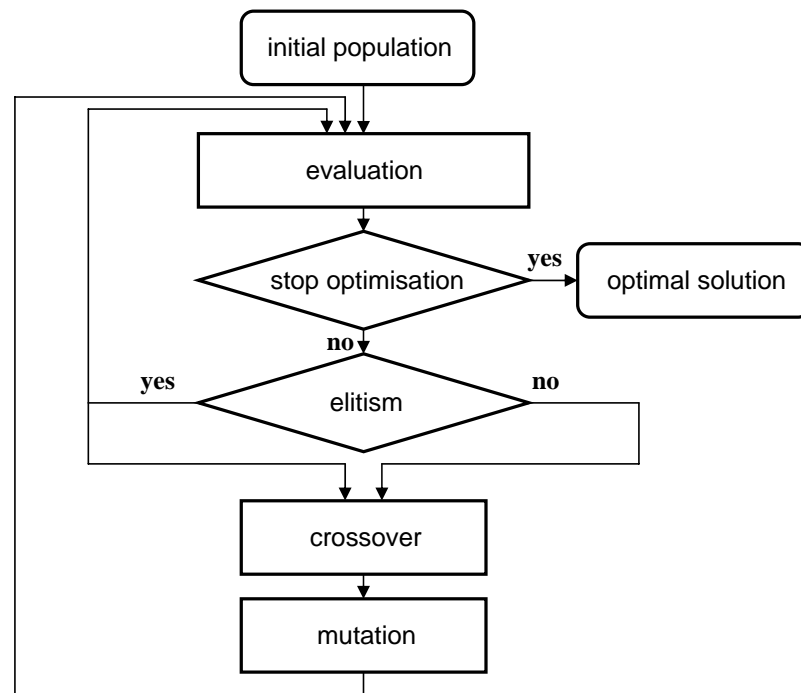 initial population
evaluation
stop optimisation
yes
optimal solution
no
yes
elitism
no
crossover
mutation